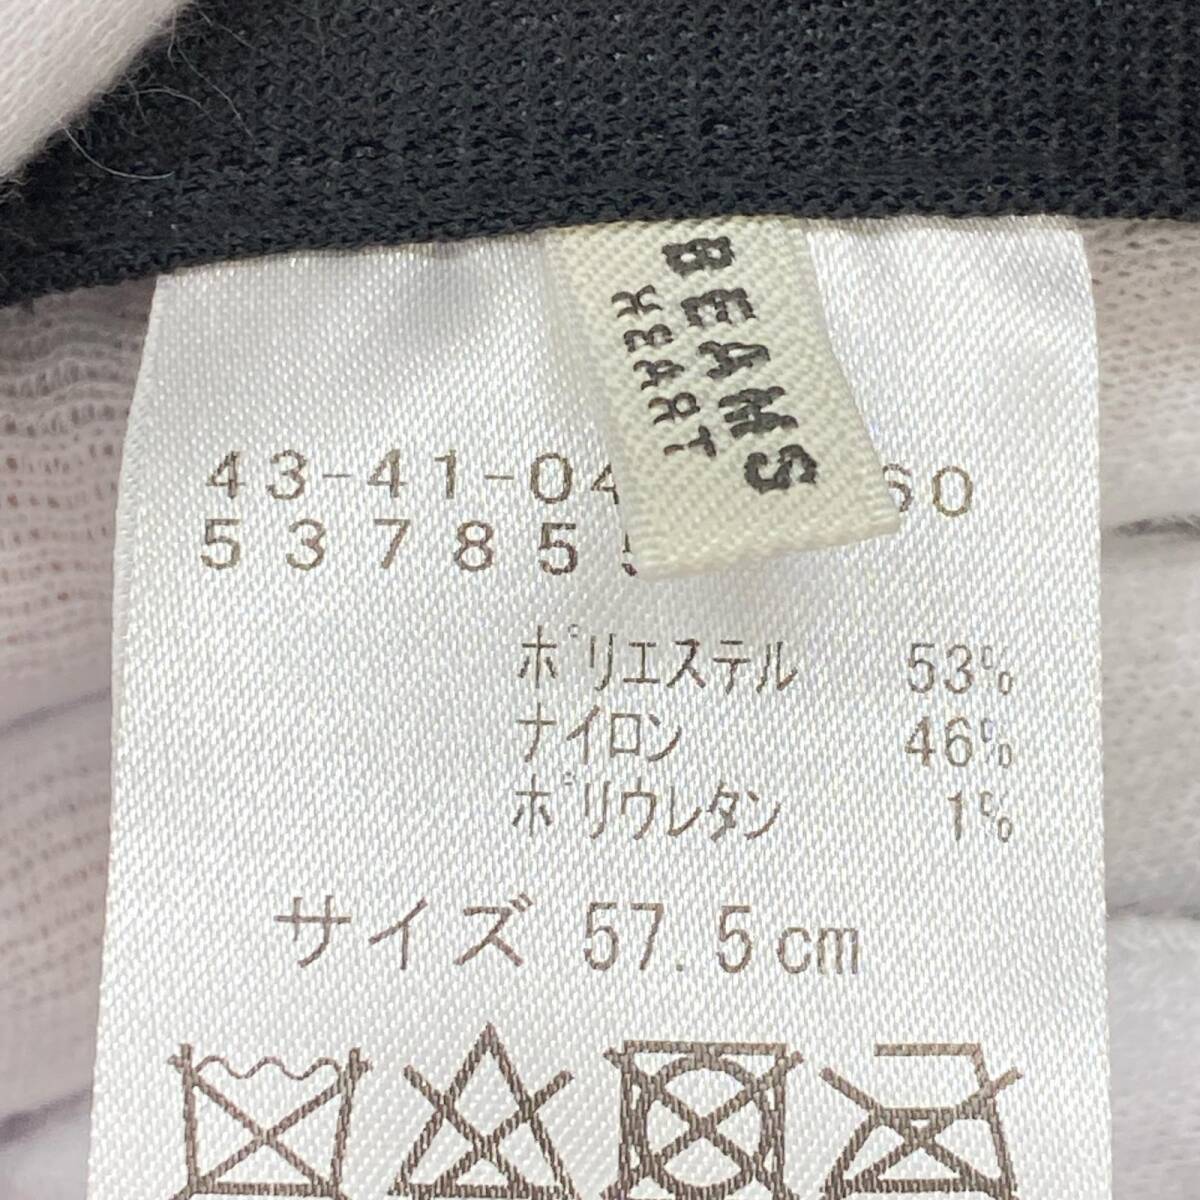 BEAMS
HEART
43-41-04
60
53785
ポリエステル 53%
ナイロン 46%
ポリウレタン 1%
サイズ 57.5cm